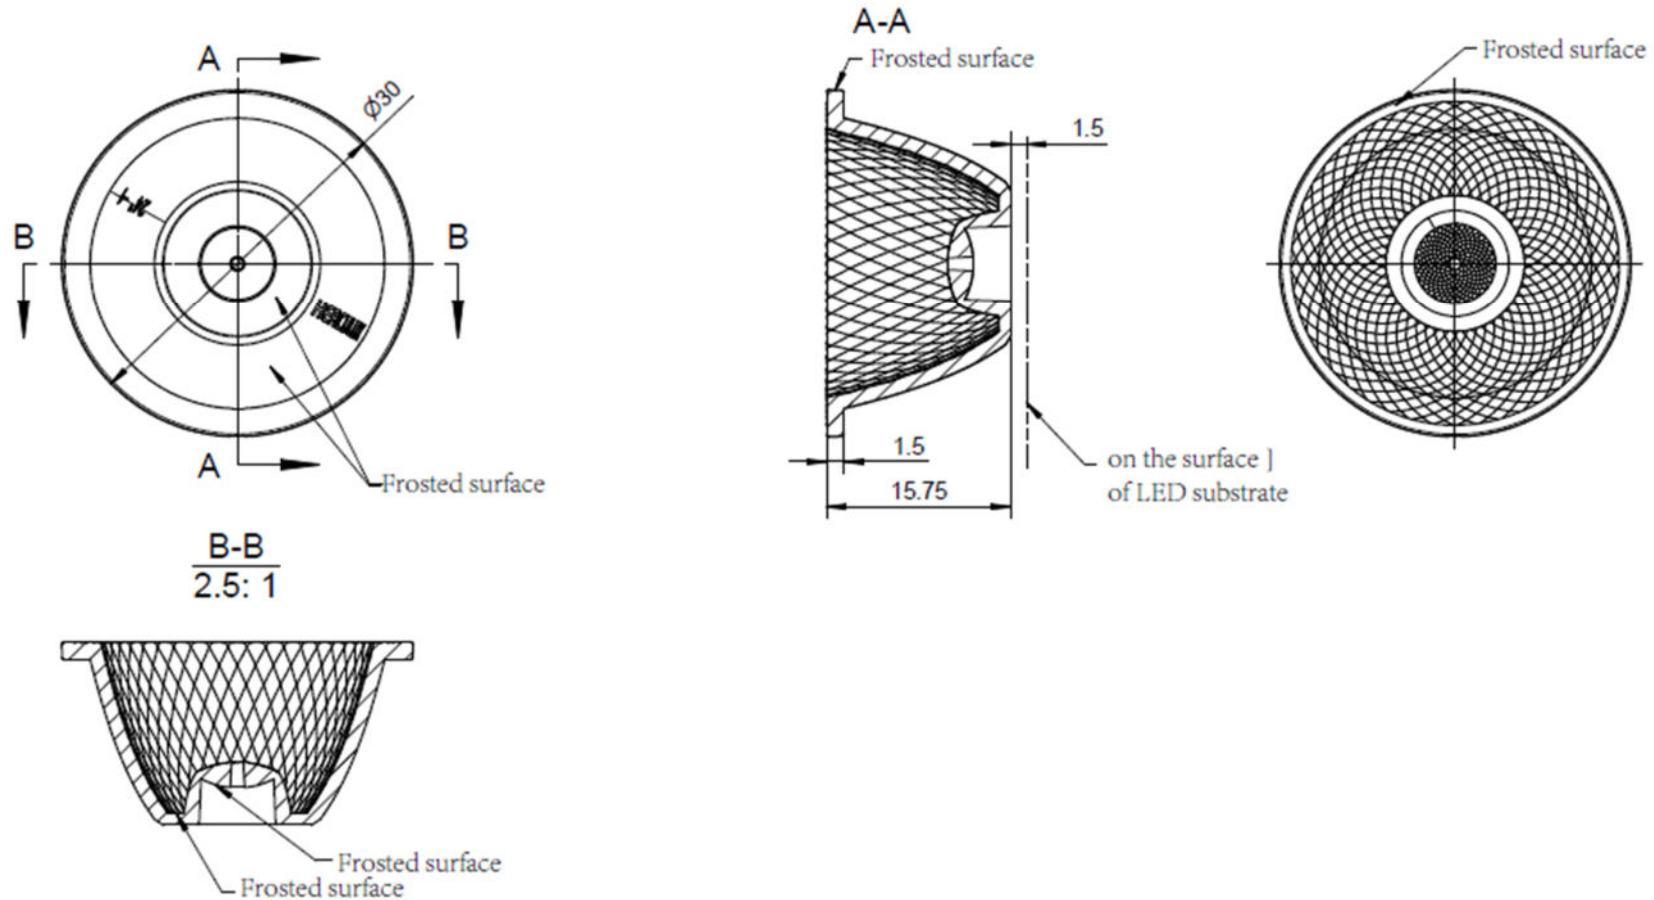 A
Ø30
B
B
A
Frosted surface
A-A
Frosted surface
1.5
1.5
15.75
on the surface ]
of LED substrate
Frosted surface
B-B
2.5: 1
Frosted surface
Frosted surface